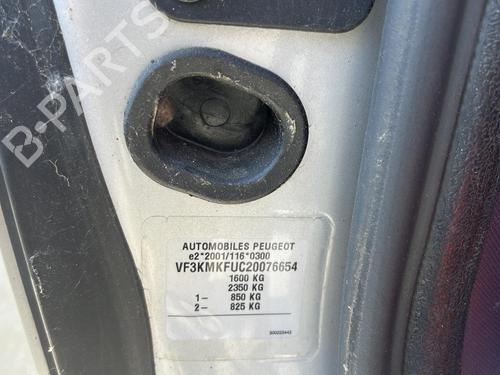 B-PARTS
AUTOMOBILES PEUGEOT
e2*2001/116*0300
VF3KMKFUC20076654
1600 KG
2350 KG
1- 850 KG
2- 825 KG